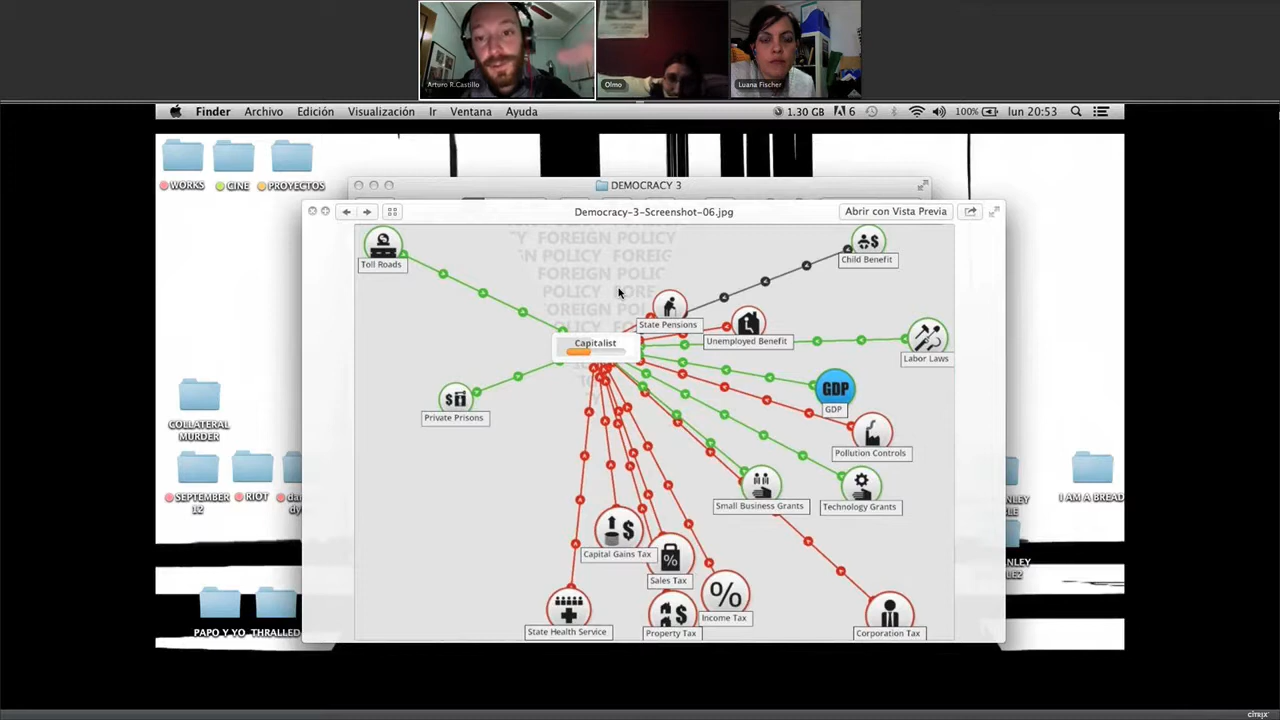 Arturo R.Castillo
Olmo
Luana Fischer
Finder Archivo Edición Visualización Ir Ventana Ayuda
1.30 GB
6
100%
lun 20:53
WORKS
CINE
PROYECTOS
DEMOCRACY 3
Democracy-3-Screenshot-06.jpg
Abrir con Vista Previa
FOREIGN POLICY
Toll Roads
Child Benefit
State Pensions
Unemployed Benefit
Capitalist
Labor Laws
GDP
GDP
Private Prisons
Pollution Controls
COLLATERAL
MURDER
Small Business Grants
Technology Grants
SEPTEMBER
12
RIOT
I AM A BREAD
Capital Gains Tax
Sales Tax
%
Income Tax
State Health Service
Property Tax
Corporation Tax
PAPO Y YO
THRALLED
CITRIX